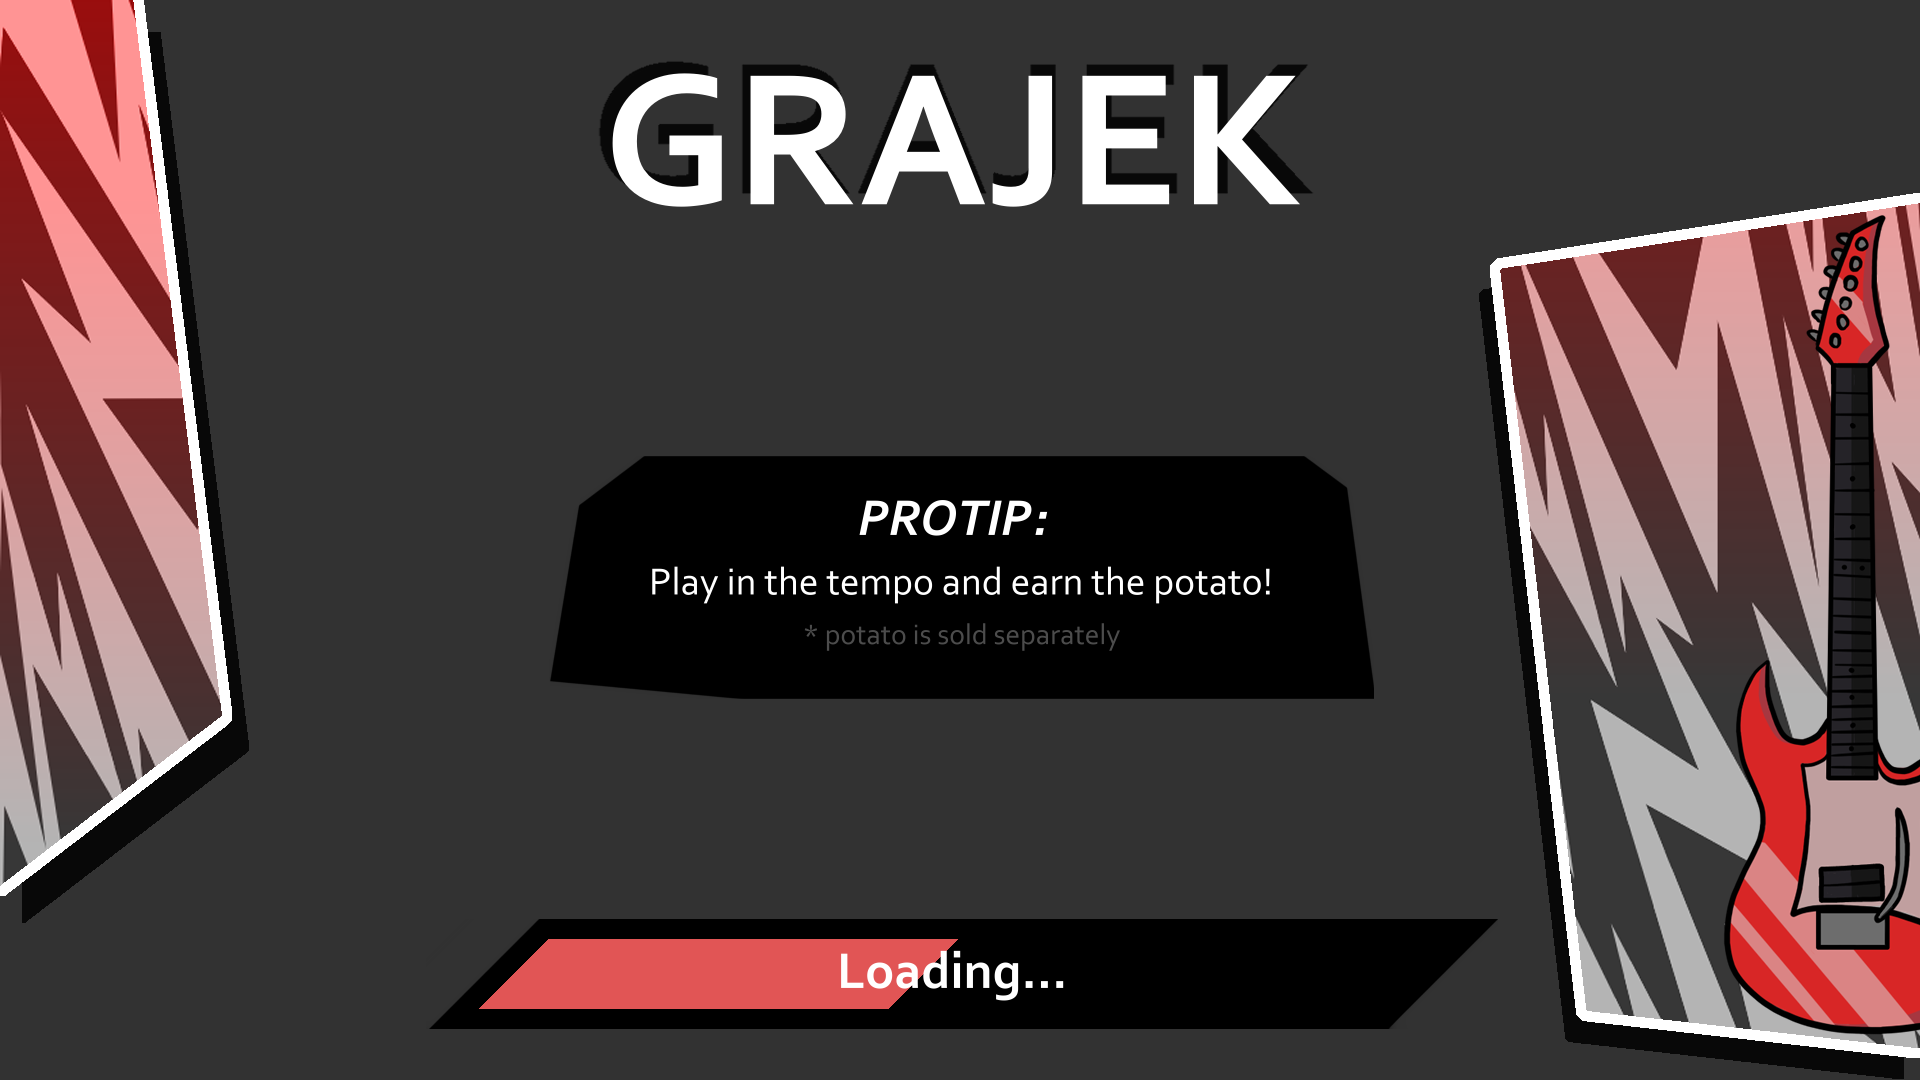 GRAJEK
PROTIP:
Play in the tempo and earn the potato!
* potato is sold separately
Loading...